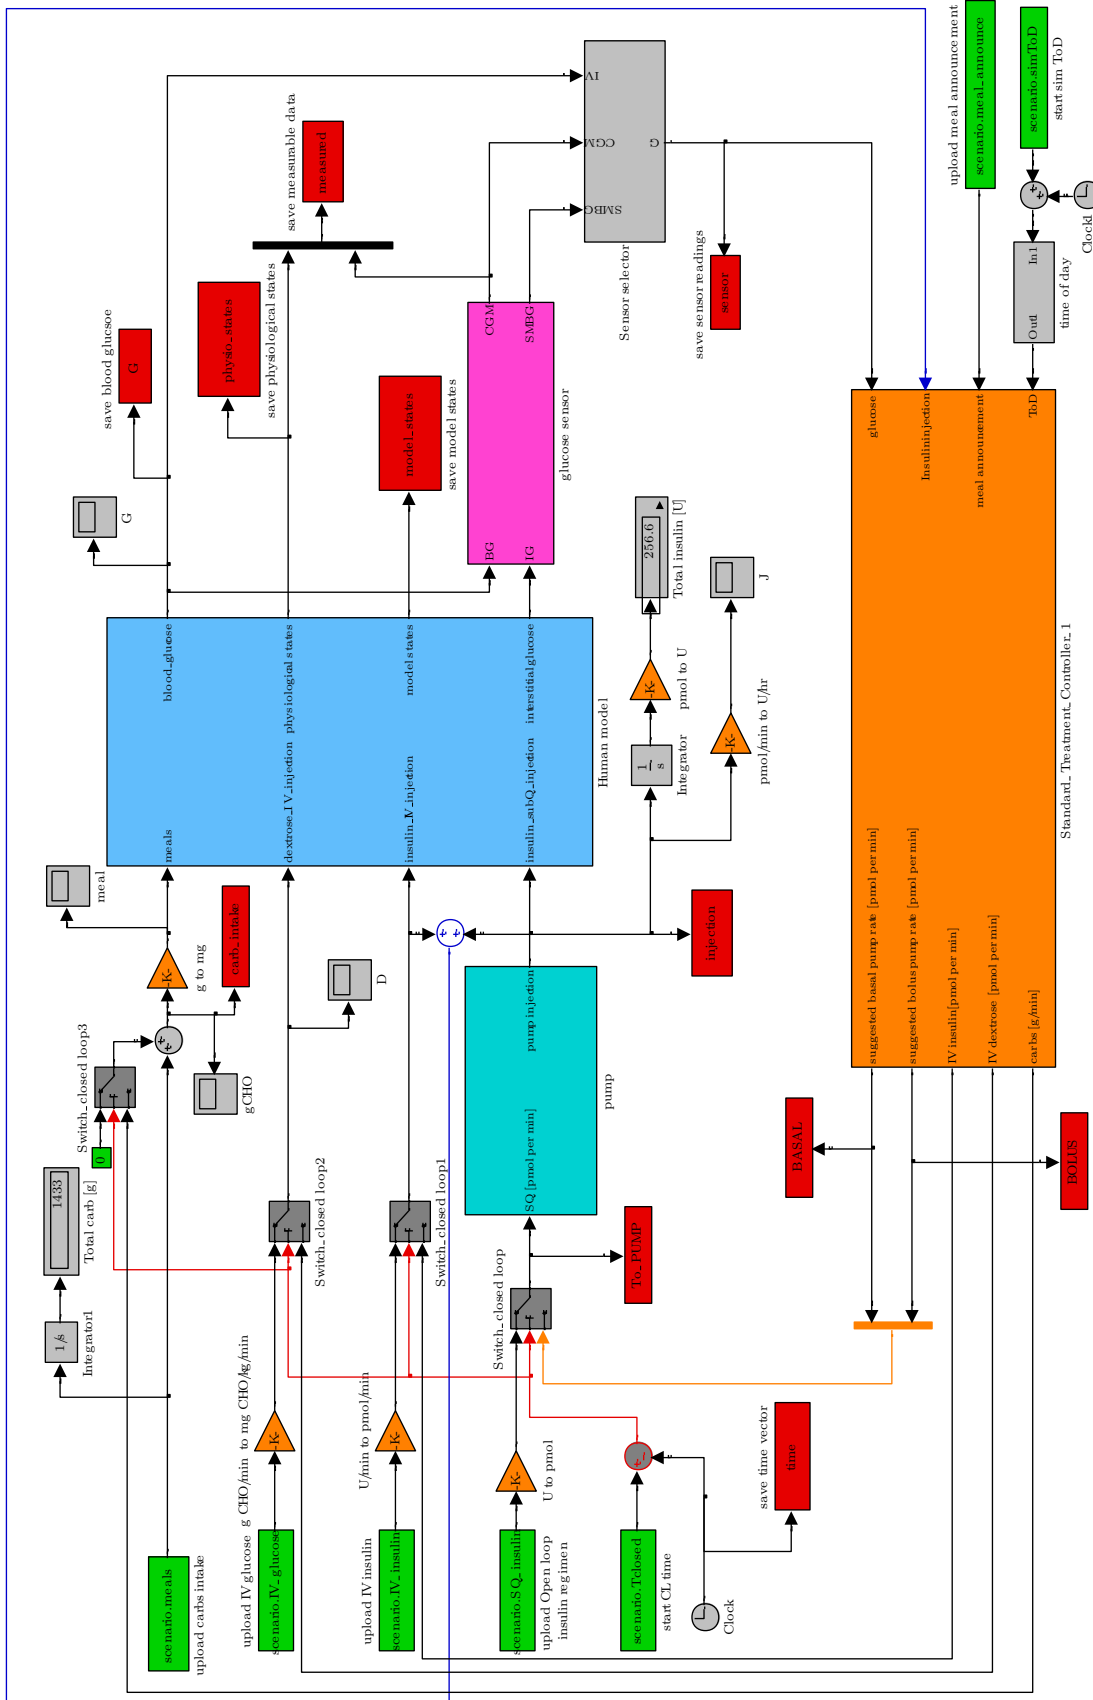 scenario.meals
upload carbs intake
1/s
Integrator1
1433
Total carb [g]
0
Switch_closed loop3
gCHO
-K-
g to mg
carb_intake
meal
scenario.IV_glucose
upload IV glucose g CHO/min to mg CHO/kg/min
-K-
Switch_closed loop2
D
scenario.IV_insulin
upload IV insulin
U/min to pmol/min
-K-
Switch_closed loop1
scenario.SQ_insulin
upload Open loop
insulin regimen
-K-
U to pmol
Switch_closed loop
To_PUMP
scenario.Tclosed
start CL time
Clock
save time vector
time
SQ [pmol per min]
pump injection
pump
injection
meals
dextrose_IV_injection
insulin_IV_injection
insulin_subQ_injection
blood_glucose
physiological states
model states
interstitial glucose
Human model
G
save blood glucsoe
G
physio_states
save physiological states
model_states
save model states
save measurable data
measured
BG
IG
CGM
SMBG
glucose sensor
IV
CGM
SMBG
G
Sensor selector
save sensor readings
sensor
1
s
Integrator
-K-
pmol to U
256.6
Total insulin [U]
-K-
pmol/min to U/hr
J
upload meal announcement
scenario.meal_announce
scenario.simToD
start sim ToD
Clock1
In1
Out1
time of day
glucose
Insulin injection
meal announcement
ToD
suggested basal pump rate [pmol per min]
suggested bolus pump rate [pmol per min]
IV insulin[pmol per min]
IV dextrose [pmol per min]
carbs [g/min]
Standard_Treatment_Controller_1
BASAL
BOLUS